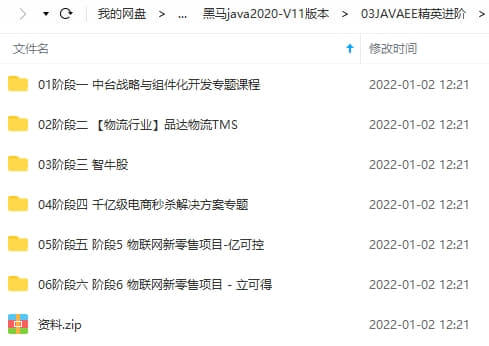 我的网盘 > ... 黑马java2020-V11版本 > 03JAVAEE精英进阶 >
文件名 修改时间
01阶段一 中台战略与组件化开发专题课程 2022-01-02 12:21
02阶段二 【物流行业】品达物流TMS 2022-01-02 12:21
03阶段三 智牛股 2022-01-02 12:21
04阶段四 千亿级电商秒杀解决方案专题 2022-01-02 12:21
05阶段五 阶段5 物联网新零售项目-亿可控 2022-01-02 12:21
06阶段六 阶段6 物联网新零售项目 - 立可得 2022-01-02 12:21
资料.zip 2022-01-02 12:21